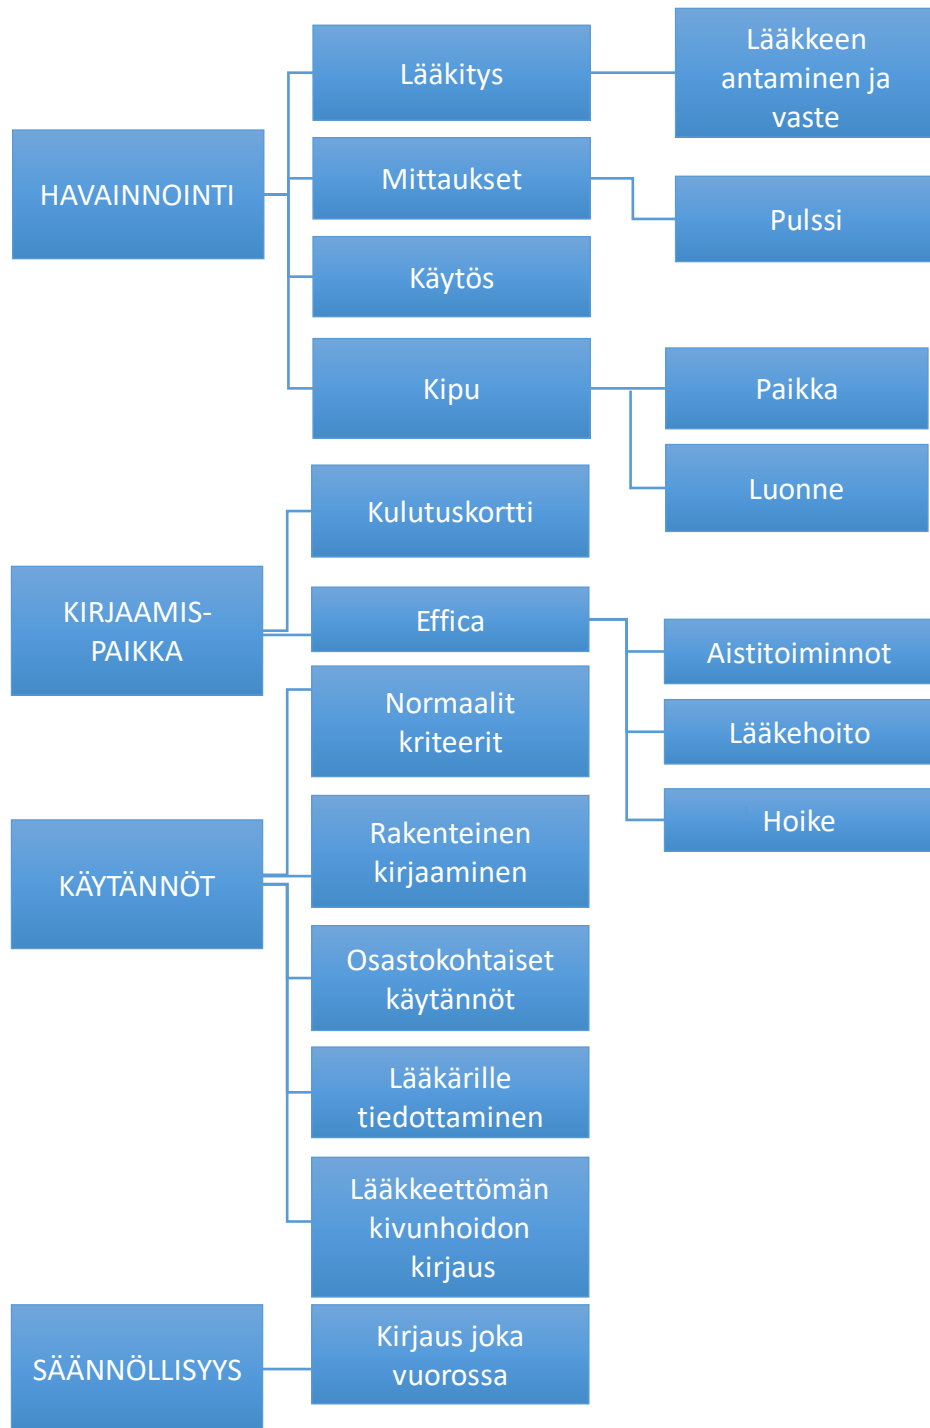 HAVAINNOINTI
Lääkitys
Lääkkeen
antaminen ja
vaste
Mittaukset
Pulssi
Käytös
Kipu
Paikka
Luonne
KIRJAAMIS-
PAIKKA
Kulutuskortti
Effica
Aistitoiminnot
Lääkehoito
Hoike
KÄYTÄNNÖT
Normaalit
kriteerit
Rakenteinen
kirjaaminen
Osastokohtaiset
käytännöt
Lääkärille
tiedottaminen
Lääkkeettömän
kivunhoidon
kirjaus
SÄÄNNÖLLISYYS
Kirjaus joka
vuorossa